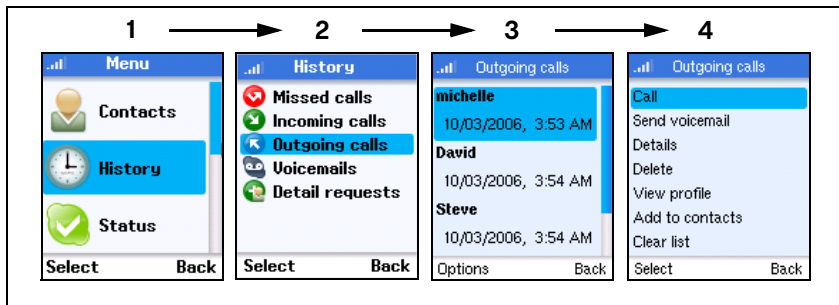 1 2 3 4
Menu
Contacts
History
Status
Select Back
History
Missed calls
Incoming calls
Outgoing calls
Voicemails
Detail requests
Select Back
Outgoing calls
michelle
10/03/2006, 3:53 AM
David
10/03/2006, 3:54 AM
Steve
10/03/2006, 3:54 AM
Options Back
Outgoing calls
Call
Send voicemail
Details
Delete
View profile
Add to contacts
Clear list
Select Back